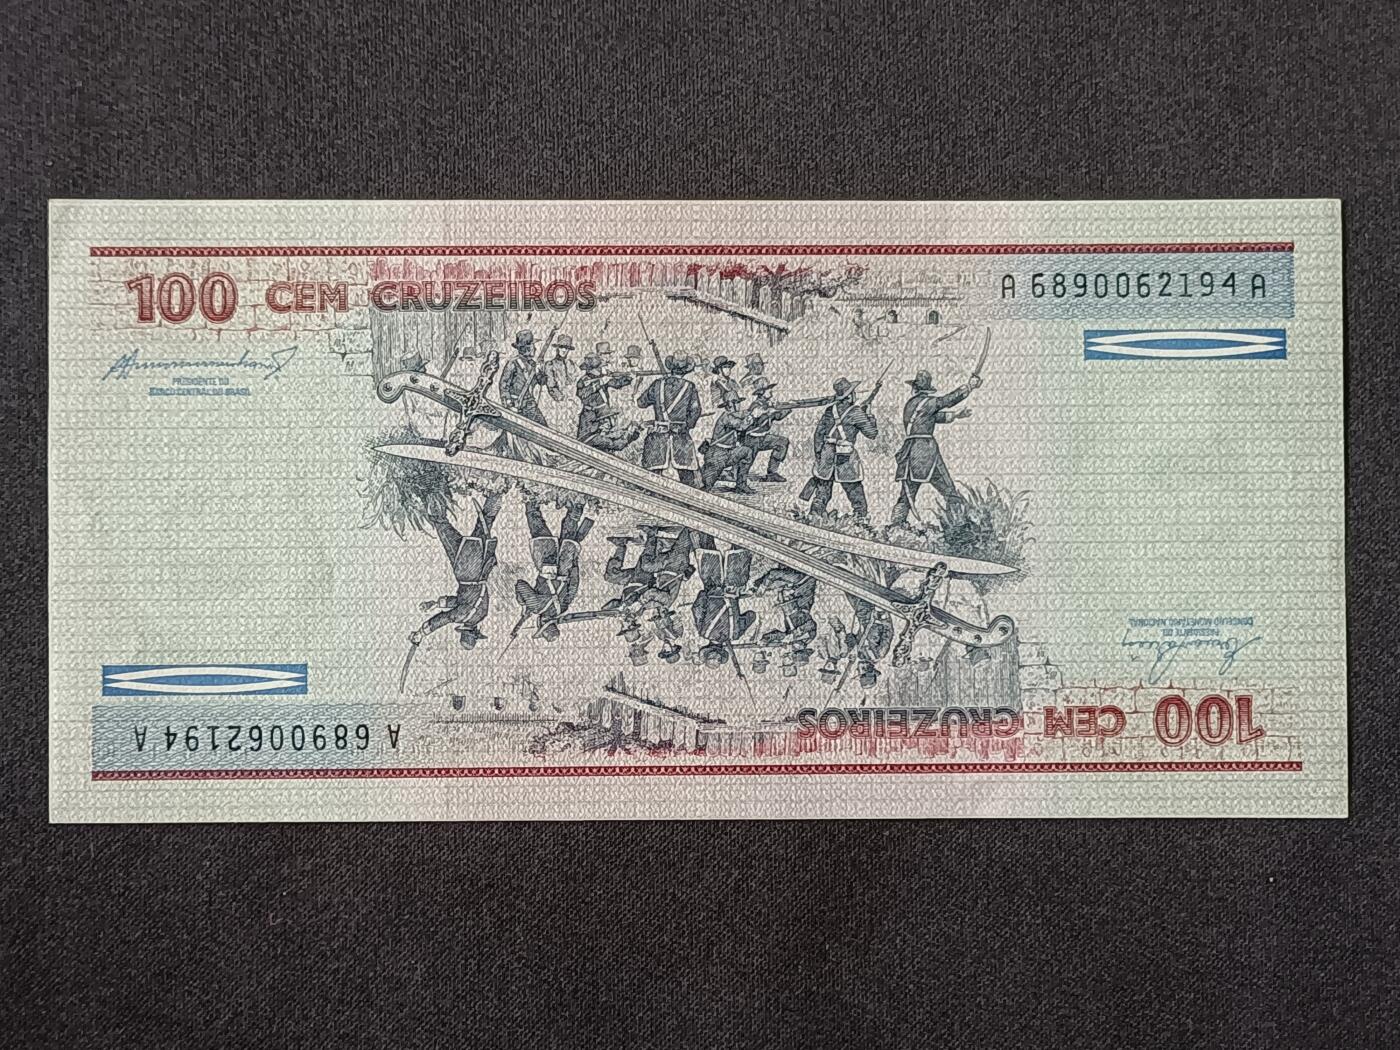 100 CEM CRUZEIROS
A 6890062194 A
PRESIDENTE DO
BANCO CENTRAL DO BRASIL
PRESIDENTE DO
CONSELHO MONETÁRIO NACIONAL
100 CEM CRUZEIROS
A 6890062194 A